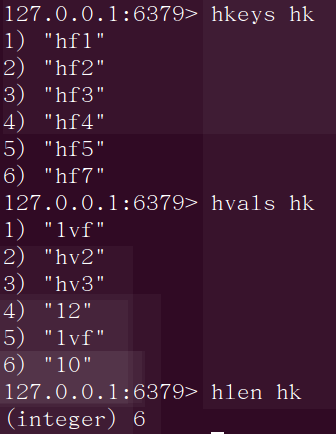 127.0.0.1:6379> hkeys hk
1) "hf1"
2) "hf2"
3) "hf3"
4) "hf4"
5) "hf5"
6) "hf7"
127.0.0.1:6379> hvals hk
1) "lvf"
2) "hv2"
3) "hv3"
4) "12"
5) "lvf"
6) "10"
127.0.0.1:6379> hlen hk
(integer) 6